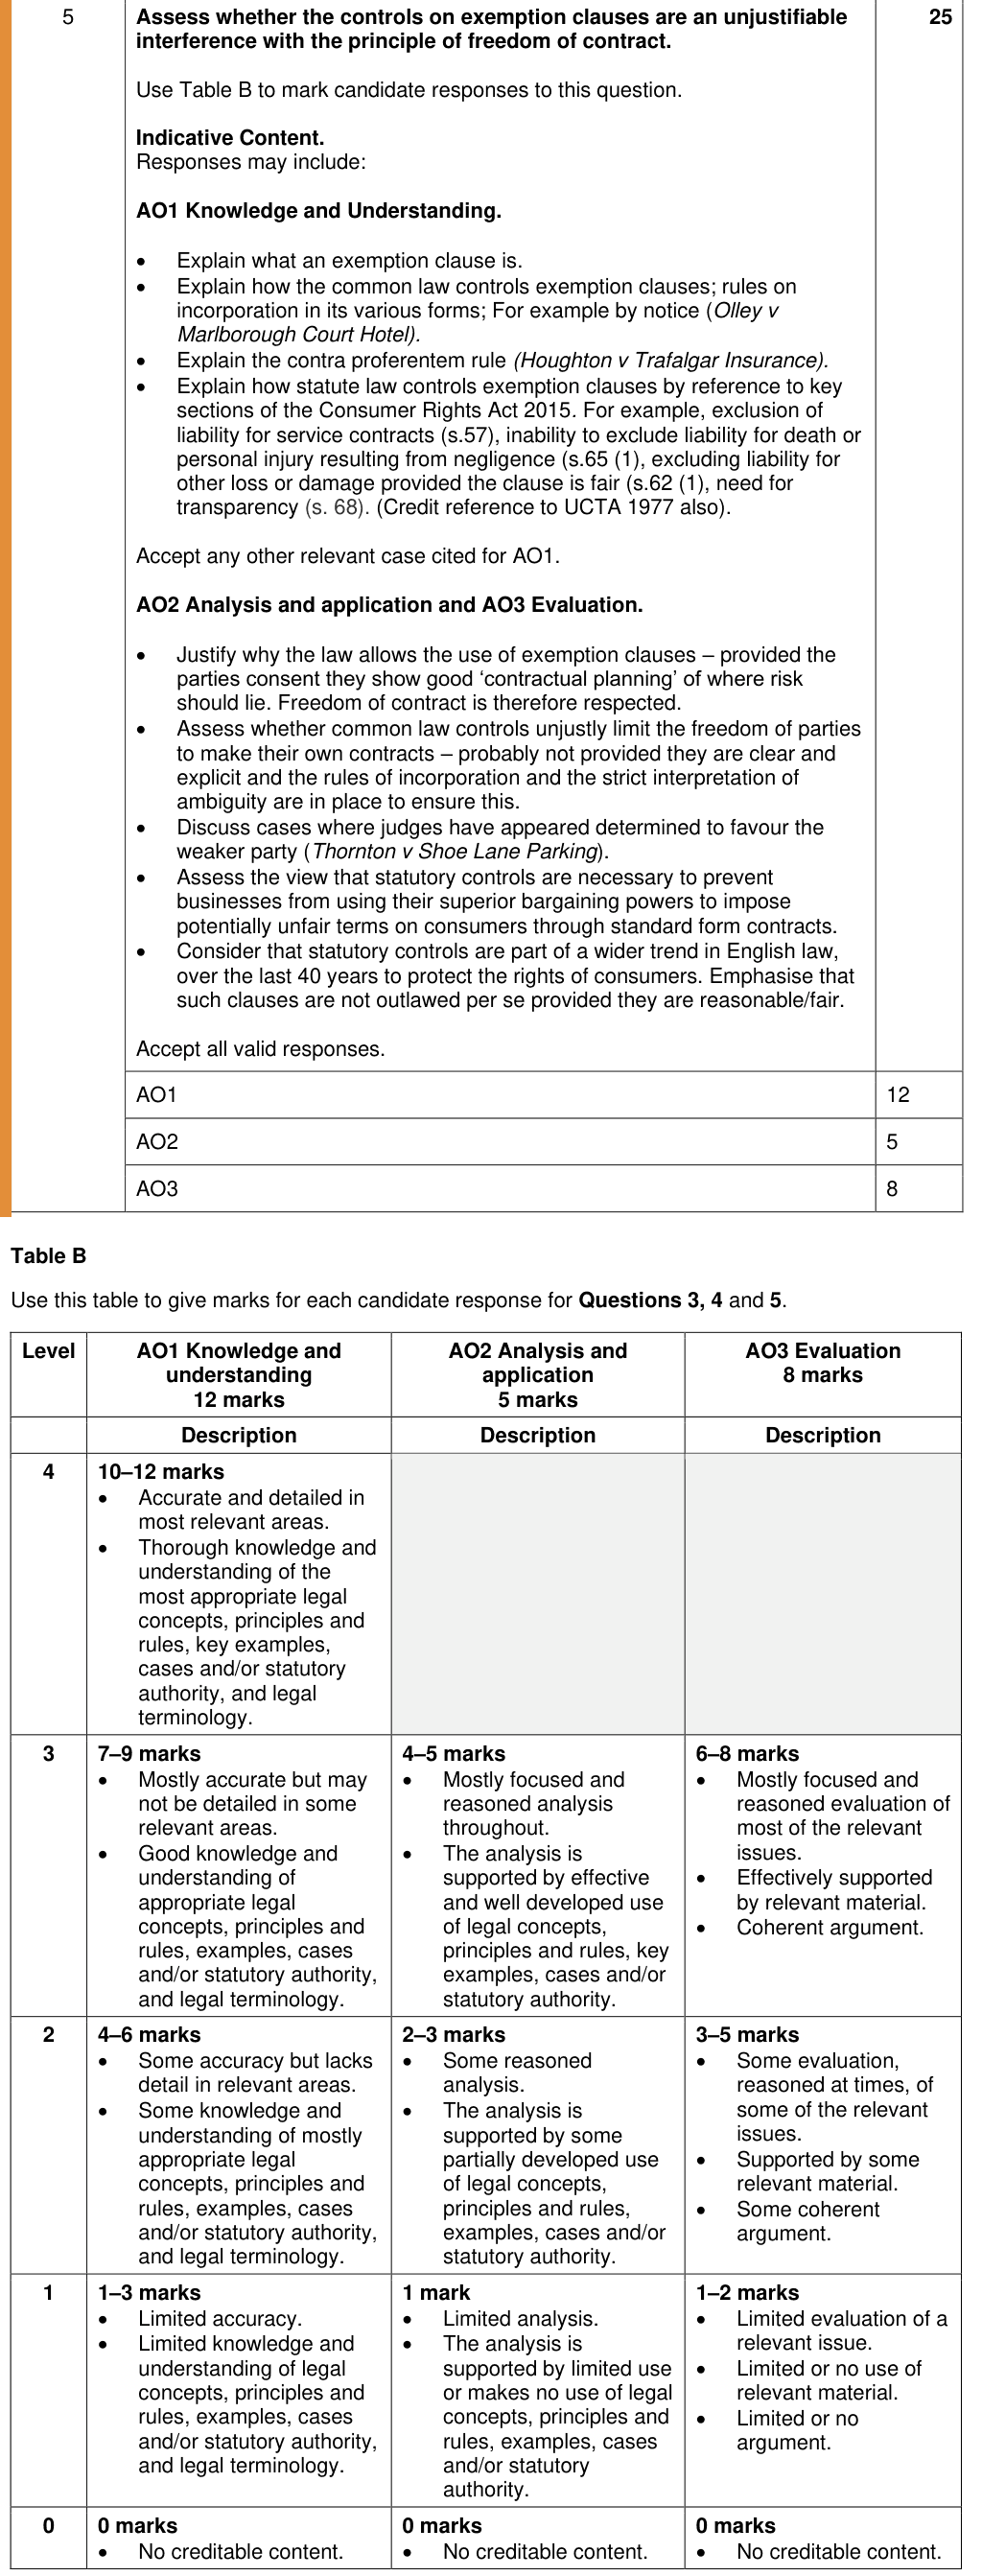 5
Assess whether the controls on exemption clauses are an unjustifiable
interference with the principle of freedom of contract.
25
Use Table B to mark candidate responses to this question.
Indicative Content.
Responses may include:
AO1 Knowledge and Understanding.
• Explain what an exemption clause is.
• Explain how the common law controls exemption clauses; rules on
incorporation in its various forms; For example by notice (Olley v
Marlborough Court Hotel).
• Explain the contra proferentem rule (Houghton v Trafalgar Insurance).
• Explain how statute law controls exemption clauses by reference to key
sections of the Consumer Rights Act 2015. For example, exclusion of
liability for service contracts (s.57), inability to exclude liability for death or
personal injury resulting from negligence (s.65 (1), excluding liability for
other loss or damage provided the clause is fair (s.62 (1), need for
transparency (s. 68). (Credit reference to UCTA 1977 also).
Accept any other relevant case cited for AO1.
AO2 Analysis and application and AO3 Evaluation.
• Justify why the law allows the use of exemption clauses – provided the
parties consent they show good ‘contractual planning’ of where risk
should lie. Freedom of contract is therefore respected.
• Assess whether common law controls unjustly limit the freedom of parties
to make their own contracts – probably not provided they are clear and
explicit and the rules of incorporation and the strict interpretation of
ambiguity are in place to ensure this.
• Discuss cases where judges have appeared determined to favour the
weaker party (Thornton v Shoe Lane Parking).
• Assess the view that statutory controls are necessary to prevent
businesses from using their superior bargaining powers to impose
potentially unfair terms on consumers through standard form contracts.
• Consider that statutory controls are part of a wider trend in English law,
over the last 40 years to protect the rights of consumers. Emphasise that
such clauses are not outlawed per se provided they are reasonable/fair.
Accept all valid responses.
AO1 12
AO2 5
AO3 8
Table B
Use this table to give marks for each candidate response for Questions 3, 4 and 5.
Level
AO1 Knowledge and
understanding
12 marks
AO2 Analysis and
application
5 marks
AO3 Evaluation
8 marks
Description
Description
Description
4
10–12 marks
• Accurate and detailed in
most relevant areas.
• Thorough knowledge and
understanding of the
most appropriate legal
concepts, principles and
rules, key examples,
cases and/or statutory
authority, and legal
terminology.
3
7–9 marks
• Mostly accurate but may
not be detailed in some
relevant areas.
• Good knowledge and
understanding of
appropriate legal
concepts, principles and
rules, examples, cases
and/or statutory authority,
and legal terminology.
4–5 marks
• Mostly focused and
reasoned analysis
throughout.
• The analysis is
supported by effective
and well developed use
of legal concepts,
principles and rules, key
examples, cases and/or
statutory authority.
6–8 marks
• Mostly focused and
reasoned evaluation of
most of the relevant
issues.
• Effectively supported
by relevant material.
• Coherent argument.
2
4–6 marks
• Some accuracy but lacks
detail in relevant areas.
• Some knowledge and
understanding of mostly
appropriate legal
concepts, principles and
rules, examples, cases
and/or statutory authority,
and legal terminology.
2–3 marks
• Some reasoned
analysis.
• The analysis is
supported by some
partially developed use
of legal concepts,
principles and rules,
examples, cases and/or
statutory authority.
3–5 marks
• Some evaluation,
reasoned at times, of
some of the relevant
issues.
• Supported by some
relevant material.
• Some coherent
argument.
1
1–3 marks
• Limited accuracy.
• Limited knowledge and
understanding of legal
concepts, principles and
rules, examples, cases
and/or statutory authority,
and legal terminology.
1 mark
• Limited analysis.
• The analysis is
supported by limited use
or makes no use of legal
concepts, principles and
rules, examples, cases
and/or statutory
authority.
1–2 marks
• Limited evaluation of a
relevant issue.
• Limited or no use of
relevant material.
• Limited or no
argument.
0
0 marks
• No creditable content.
0 marks
• No creditable content.
0 marks
• No creditable content.